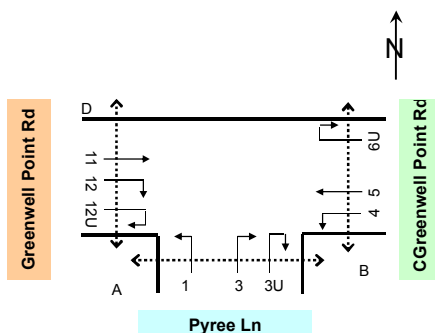 N
D
Greenwell Point Rd
CGreenwell Point Rd
11
12
12U
6U
5
4
1
3
3U
A
B
Pyree Ln